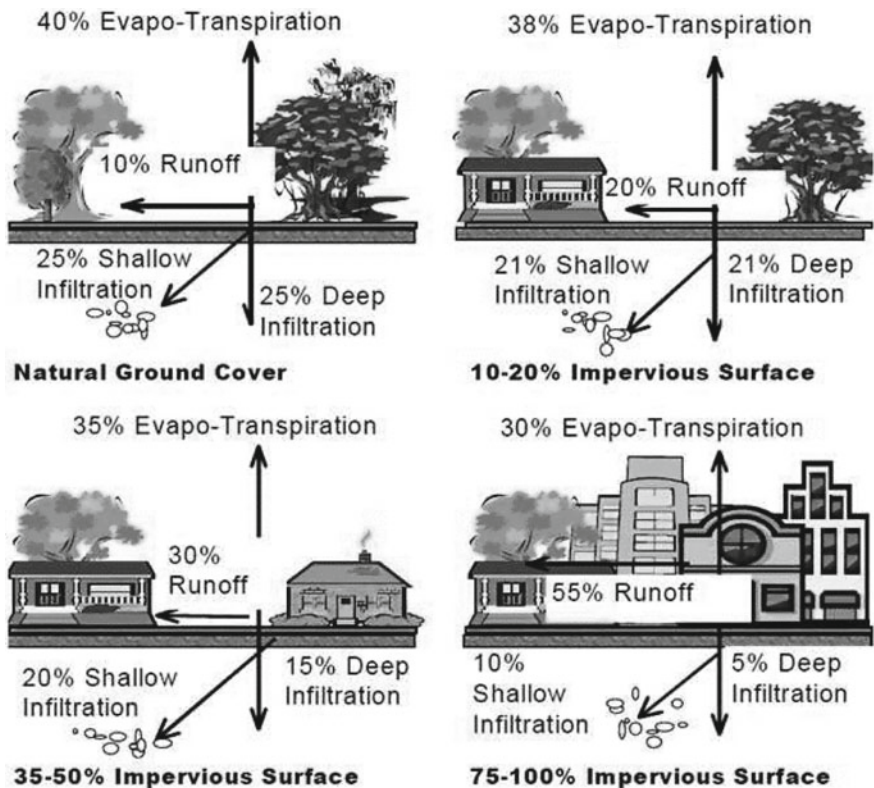 40% Evapo-Transpiration
10% Runoff
25% Shallow
Infiltration
25% Deep
Infiltration
Natural Ground Cover
38% Evapo-Transpiration
20% Runoff
21% Shallow
Infiltration
21% Deep
Infiltration
10-20% Impervious Surface
35% Evapo-Transpiration
30%
Runoff
20% Shallow
Infiltration
15% Deep
Infiltration
35-50% Impervious Surface
30% Evapo-Transpiration
55% Runoff
10%
Shallow
Infiltration
5% Deep
Infiltration
75-100% Impervious Surface